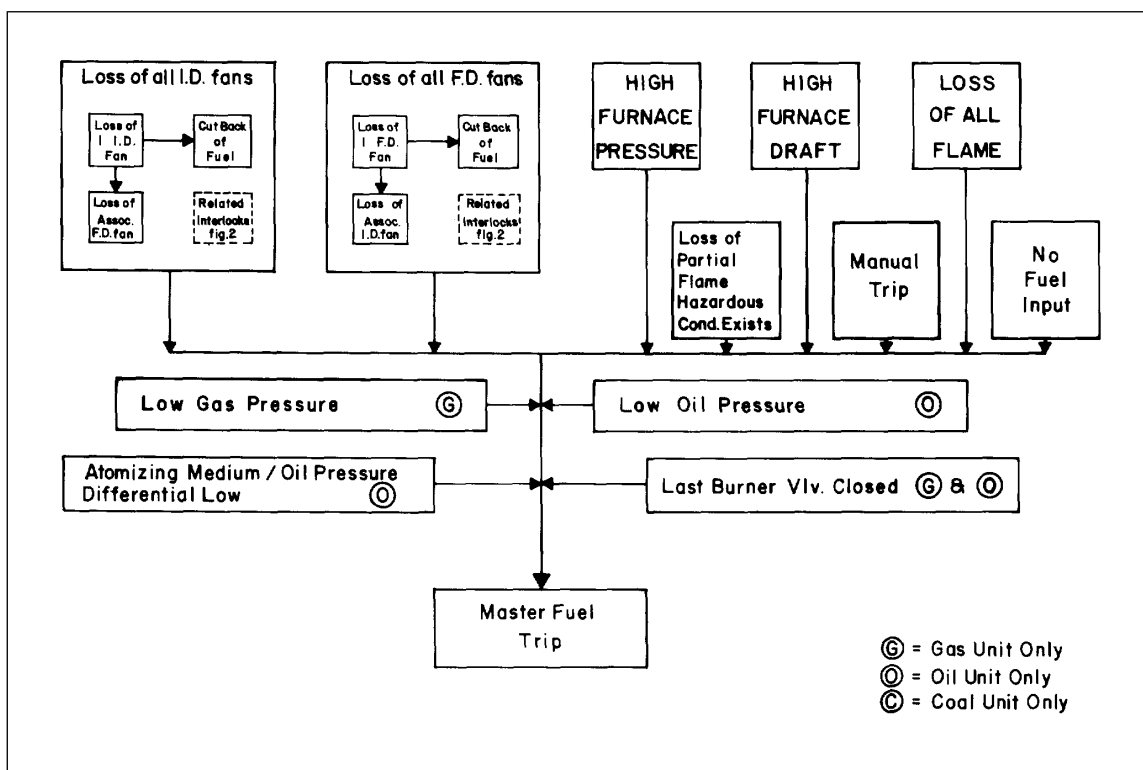 Loss of all I.D. fans
Loss of
1 I.D.
Fan
Cut Back
of
Fuel
Loss of
Assoc.
F.D. fan
Related
Interlocks
fig.2
Loss of all F.D. fans
Loss of
1 F.D.
Fan
Cut Back
of
Fuel
Loss of
Assoc.
I.D. fan
Related
Interlocks
fig.2
HIGH
FURNACE
PRESSURE
HIGH
FURNACE
DRAFT
LOSS
OF ALL
FLAME
Loss of
Partial
Flame
Hazardous
Cond. Exists
Manual
Trip
No
Fuel
Input
Low Gas Pressure G
Low Oil Pressure O
Atomizing Medium / Oil Pressure
Differential Low O
Last Burner Vlv. Closed G & O
Master Fuel
Trip
G = Gas Unit Only
O = Oil Unit Only
C = Coal Unit Only